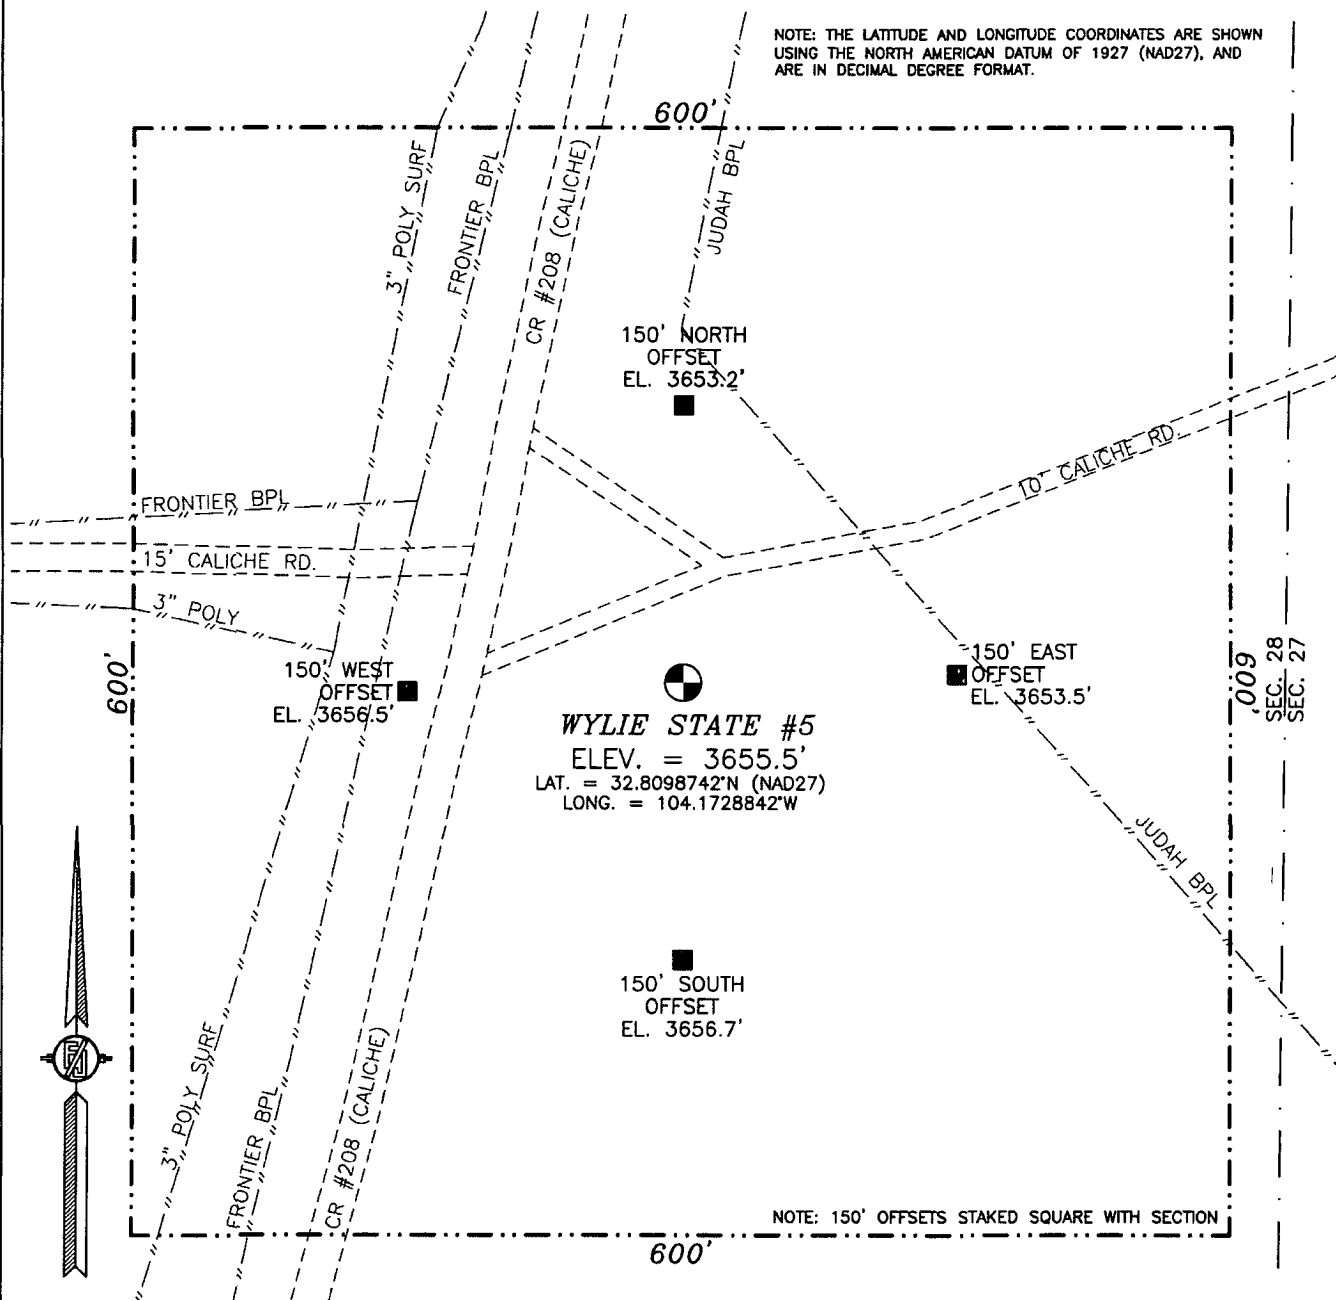 NOTE: THE LATITUDE AND LONGITUDE COORDINATES ARE SHOWN
USING THE NORTH AMERICAN DATUM OF 1927 (NAD27), AND
ARE IN DECIMAL DEGREE FORMAT.
600'
3" POLY SURF
FRONTIER BPL
CR #208 (CALICHE)
JUDAH BPL
150' NORTH
OFFSET
EL. 3653.2'
10' CALICHE RD.
FRONTIER BPL
15' CALICHE RD.
3" POLY
600'
150' WEST
OFFSET
EL. 3656.5'
150' EAST
OFFSET
EL. 3653.5'
600'
SEC. 28
SEC. 27
WYLIE STATE #5
ELEV. = 3655.5'
LAT. = 32.8098742°N (NAD27)
LONG. = 104.1728842°W
JUDAH BPL
150' SOUTH
OFFSET
EL. 3656.7'
3" POLY SURF
FRONTIER BPL
CR #208 (CALICHE)
NOTE: 150' OFFSETS STAKED SQUARE WITH SECTION
600'